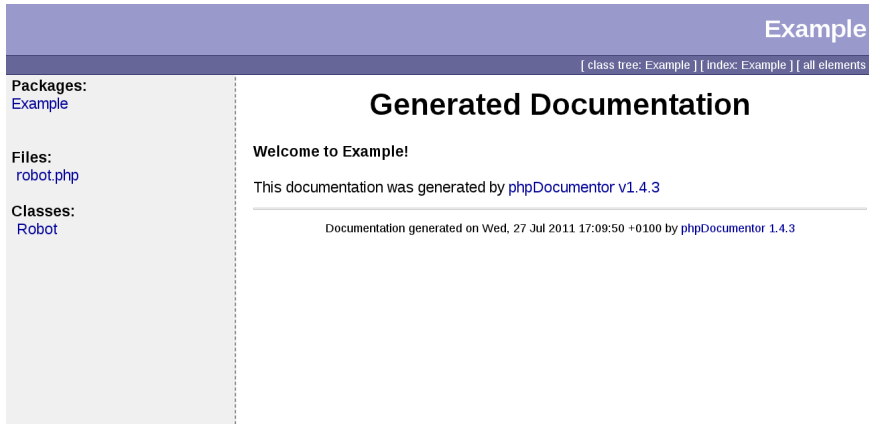 Example
[ class tree: Example ] [ index: Example ] [ all elements
Packages:
Example
Files:
robot.php
Classes:
Robot
Generated Documentation
Welcome to Example!
This documentation was generated by phpDocumentor v1.4.3
Documentation generated on Wed, 27 Jul 2011 17:09:50 +0100 by phpDocumentor 1.4.3